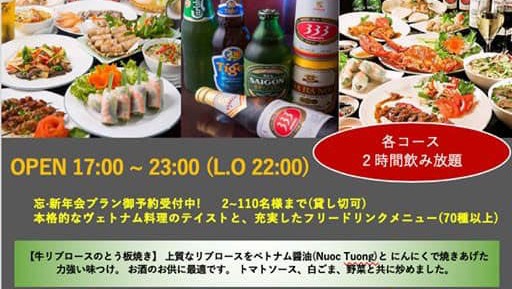 Carlsberg
Tiger
SAIGON
333
333
各コース
2時間飲み放題
OPEN 17:00 ~ 23:00 (L.O 22:00)
忘·新年会プラン御予約受付中! 2~110名様まで(貸し切可)
本格的なヴェトナム料理のテイストと、充実したフリードリンクメニュー(70種以上)
【牛リブロースのとう板焼き】 上質なリブロースをベトナム醤油(Nuoc Tuong)と にんにくで焼きあげた
力強い味つけ。 お酒のお供に最適です。 トマトソース、白ごま、野菜と共に炒めました。